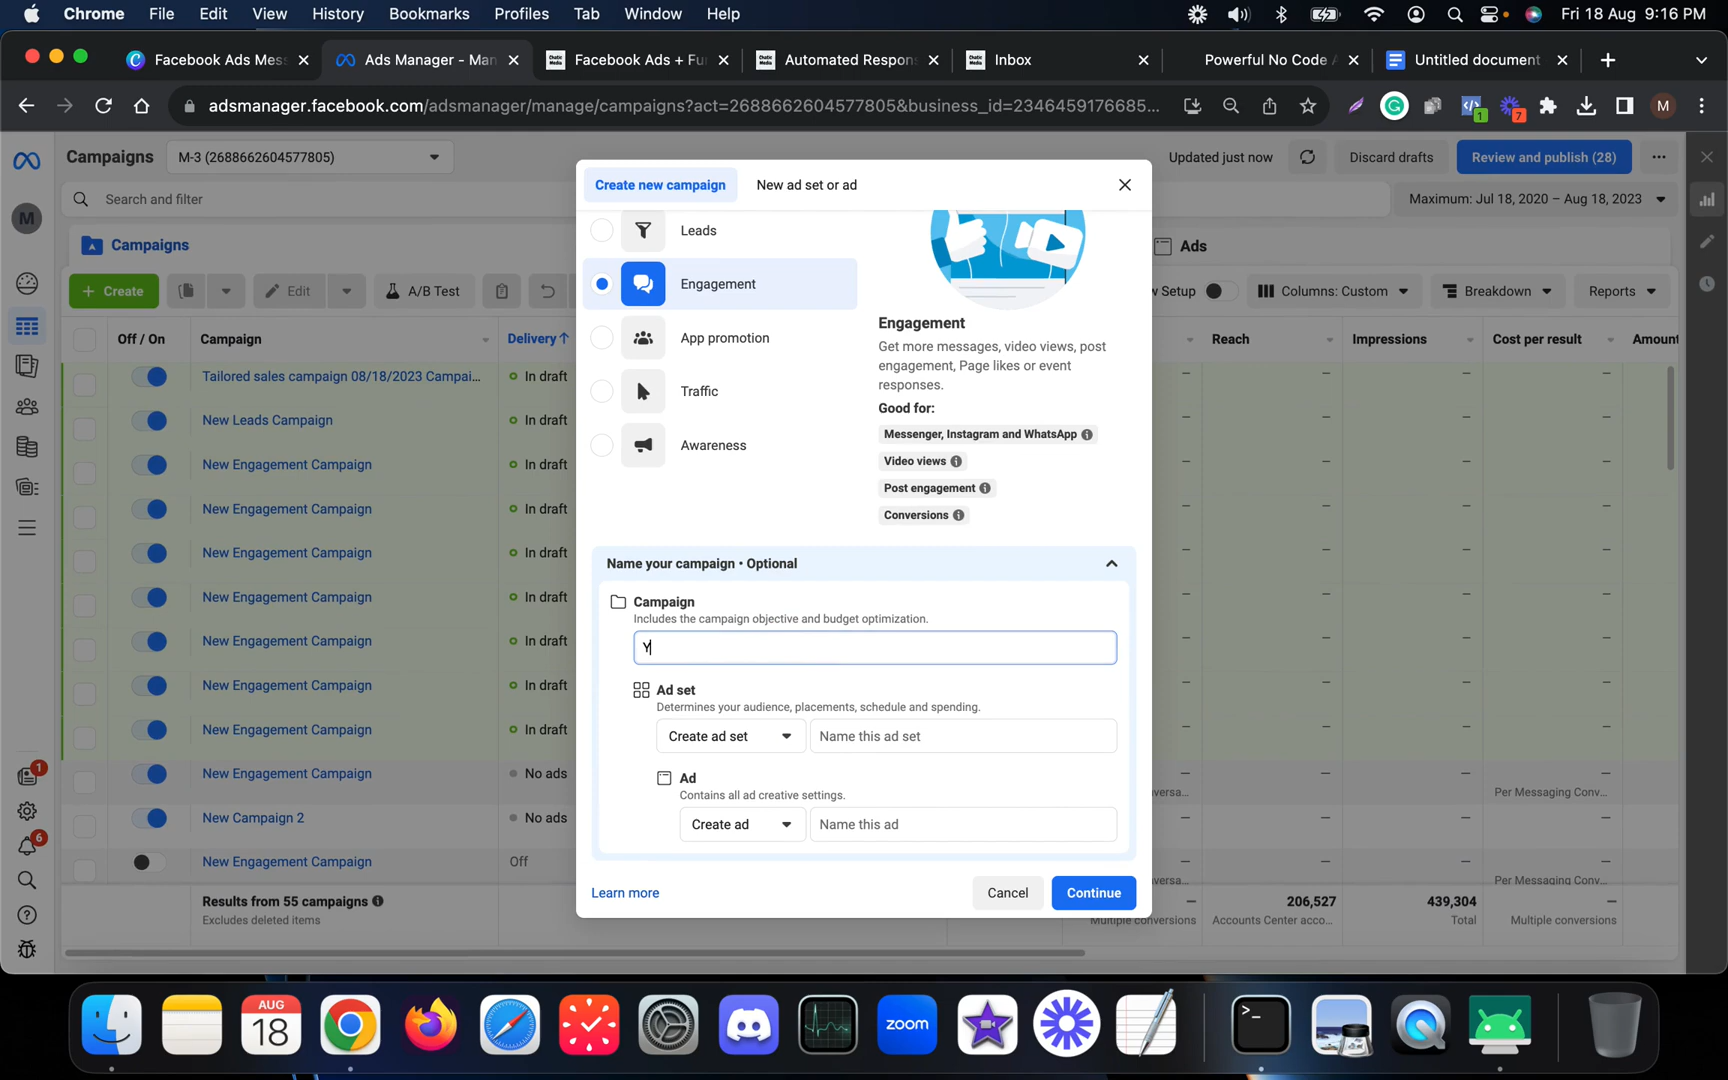 Chrome File Edit View History Bookmarks Profiles Tab Window Help Fri 18 Aug 9:16 PM
Facebook Ads Mes Ads Manager - Man Facebook Ads + Fu Automated Respon Inbox Powerful No Code Untitled document
adsmanager.facebook.com/adsmanager/manage/campaigns?act=2688662604577805&business_id=2346459176685... 1 7 M
Campaigns M-3 (2688662604577805) Updated just now Discard drafts Review and publish (28)
Create new campaign New ad set or ad
M Search and filter Maximum: Jul 18, 2020 – Aug 18, 2023
Campaigns Ads
+ Create Edit A/B Test Setup Columns: Custom Breakdown Reports
Off / On Campaign Delivery ↑ Reach Impressions Cost per result Amount
Tailored sales campaign 08/18/2023 Campai... In draft – – –
New Leads Campaign In draft – – –
New Engagement Campaign In draft – – –
New Engagement Campaign In draft – – –
New Engagement Campaign In draft – – –
New Engagement Campaign In draft – – –
New Engagement Campaign In draft – – –
New Engagement Campaign In draft – – –
New Engagement Campaign In draft – – –
New Engagement Campaign No ads – – –
Per Messaging Conv...
New Campaign 2 No ads – – –
New Engagement Campaign Off – – –
Per Messaging Conv...
Results from 55 campaigns 206,527 439,304 –
Excludes deleted items Multiple conversions Accounts Center acco... Total Multiple conversions
Leads
Engagement
App promotion
Traffic
Awareness
Engagement
Get more messages, video views, post
engagement, Page likes or event
responses.
Good for:
Messenger, Instagram and WhatsApp
Video views
Post engagement
Conversions
Name your campaign • Optional
Campaign
Includes the campaign objective and budget optimization.
Y
Ad set
Determines your audience, placements, schedule and spending.
Create ad set Name this ad set
Ad
Contains all ad creative settings.
Create ad Name this ad
Learn more Cancel Continue
1
6
AUG
18
zoom